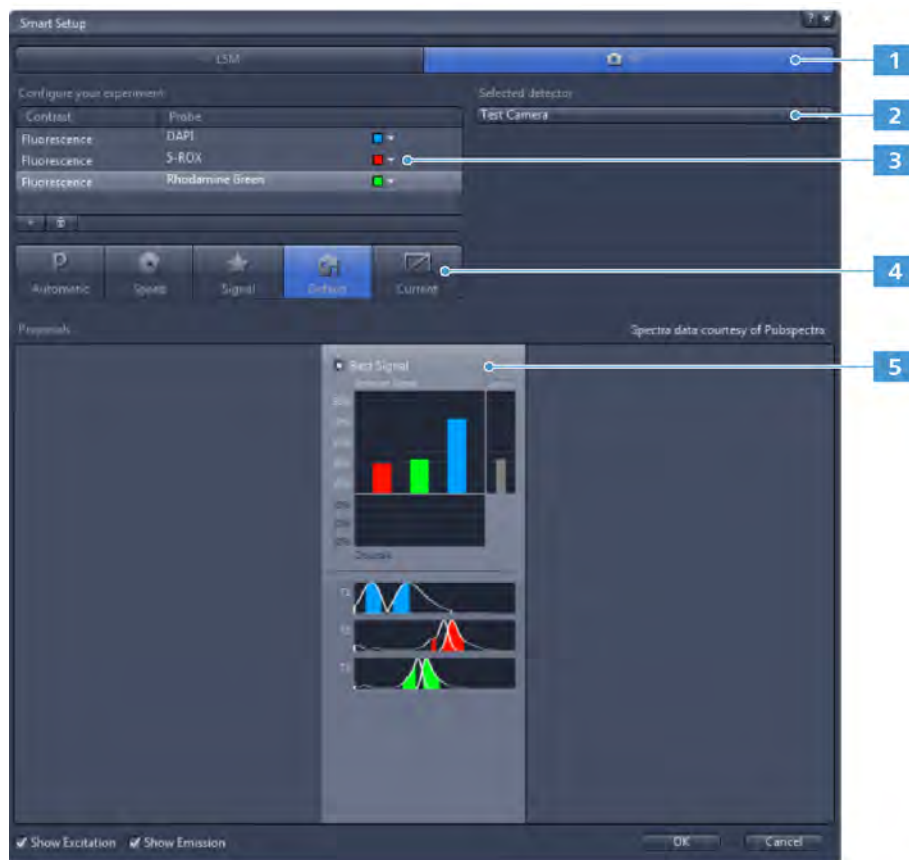 Smart Setup
? x
LSM
1
Configure your experiment
Selected detector
Contrast Probe
Test Camera
2
Fluorescence DAPI
Fluorescence 5-ROX
3
Fluorescence Rhodamine Green
P
Automatic Speed Signal Default Current
4
Proposals
Spectra data courtesy of Pubspectra
Best Signal
5
T1
T2
T3
Show Excitation Show Emission
OK Cancel